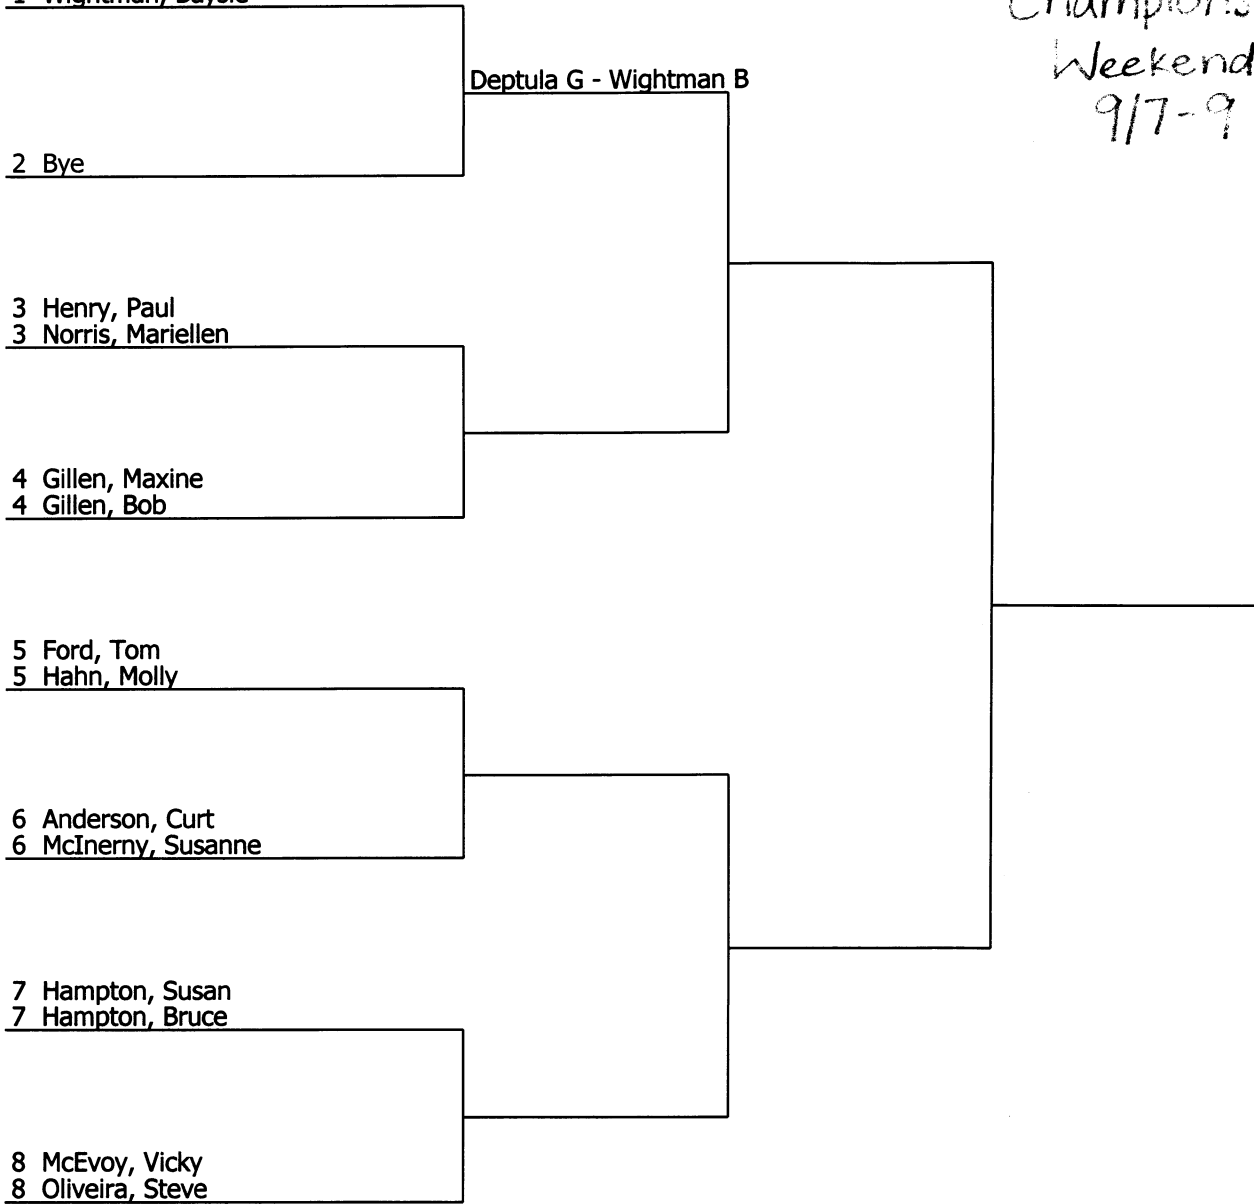 1 Wightman,
Deptula G - Wightman B
Weekend
9/7-9
2 Bye
3 Henry, Paul
3 Norris, Mariellen
4 Gillen, Maxine
4 Gillen, Bob
5 Ford, Tom
5 Hahn, Molly
6 Anderson, Curt
6 McInerny, Susanne
7 Hampton, Susan
7 Hampton, Bruce
8 McEvoy, Vicky
8 Oliveira, Steve